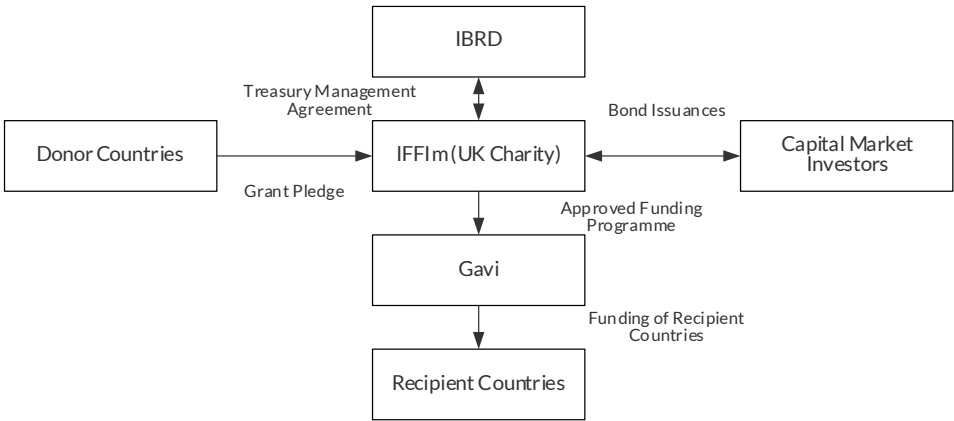 IBRD
Treasury Management
Agreement
Bond Issuances
Donor Countries
IFFIm (UK Charity)
Capital Market
Investors
Grant Pledge
Approved Funding
Programme
Gavi
Funding of Recipient
Countries
Recipient Countries